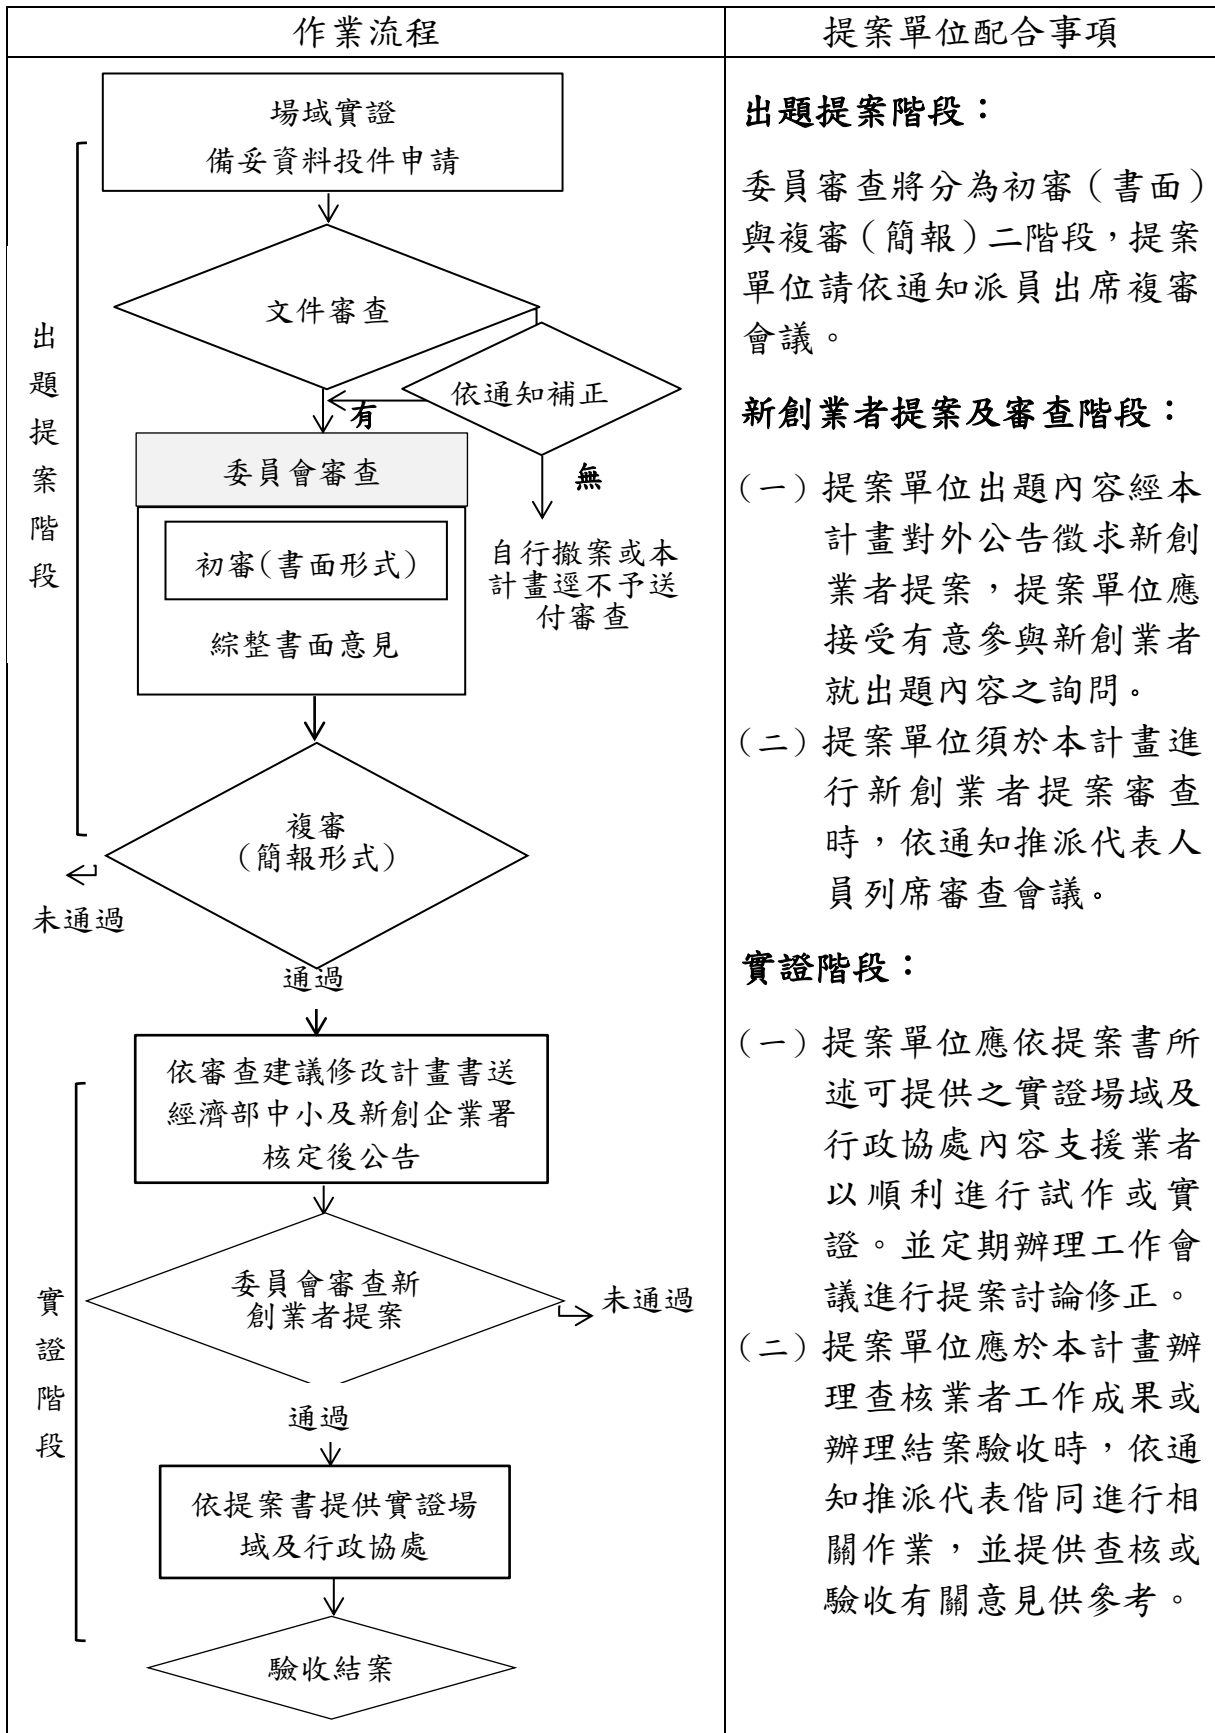 作業流程
提案單位配合事項
場域實證
備妥資料投件申請
文件審查
依通知補正
有
無
委員會審查
初審(書面形式)
綜整書面意見
自行撤案或本
計畫逕不予送
付審查
出題提案階段
複審
(簡報形式)
未通過
通過
依審查建議修改計畫書送
經濟部中小及新創企業署
核定後公告
委員會審查新
創業者提案
未通過
實證階段
通過
依提案書提供實證場
域及行政協處
驗收結案
出題提案階段：
委員審查將分為初審（書面）
與複審（簡報）二階段，提案
單位請依通知派員出席複審
會議。
新創業者提案及審查階段：
(一)提案單位出題內容經本
計畫對外公告徵求新創
業者提案，提案單位應
接受有意參與新創業者
就出題內容之詢問。
(二)提案單位須於本計畫進
行新創業者提案審查
時，依通知推派代表人
員列席審查會議。
實證階段：
(一)提案單位應依提案書所
述可提供之實證場域及
行政協處內容支援業者
以順利進行試作或實
證。並定期辦理工作會
議進行提案討論修正。
(二)提案單位應於本計畫辦
理查核業者工作成果或
辦理結案驗收時，依通
知推派代表偕同進行相
關作業，並提供查核或
驗收有關意見供參考。